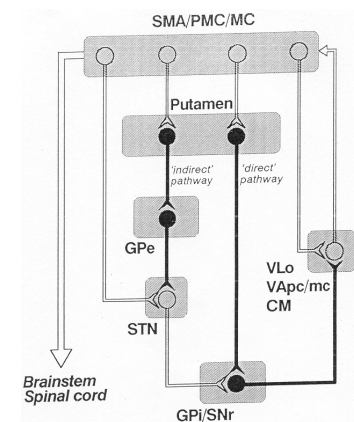 SMA/PMC/MC
Putamen
'indirect'
pathway
'direct'
pathway
GPe
VLo
VApc/mc
CM
STN
Brainstem
Spinal cord
GPi/SNr